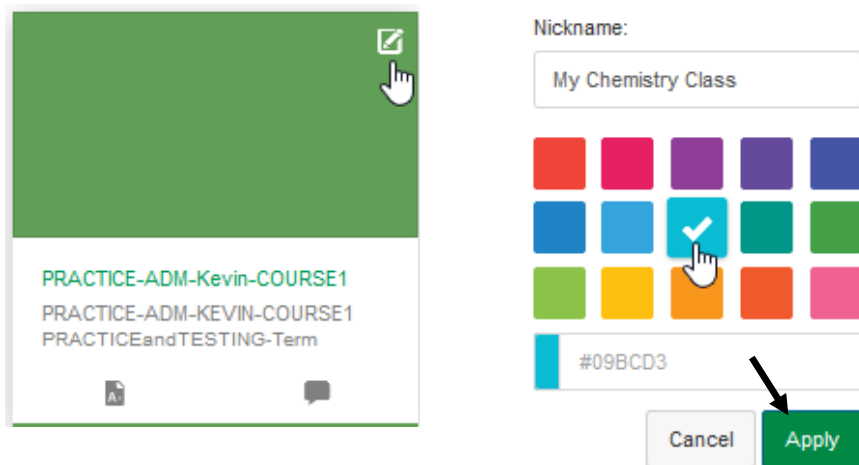 PRACTICE-ADM-Kevin-COURSE1
PRACTICE-ADM-KEVIN-COURSE1
PRACTICEandTESTING-Term
Nickname:
My Chemistry Class
#09BCD3
Cancel
Apply